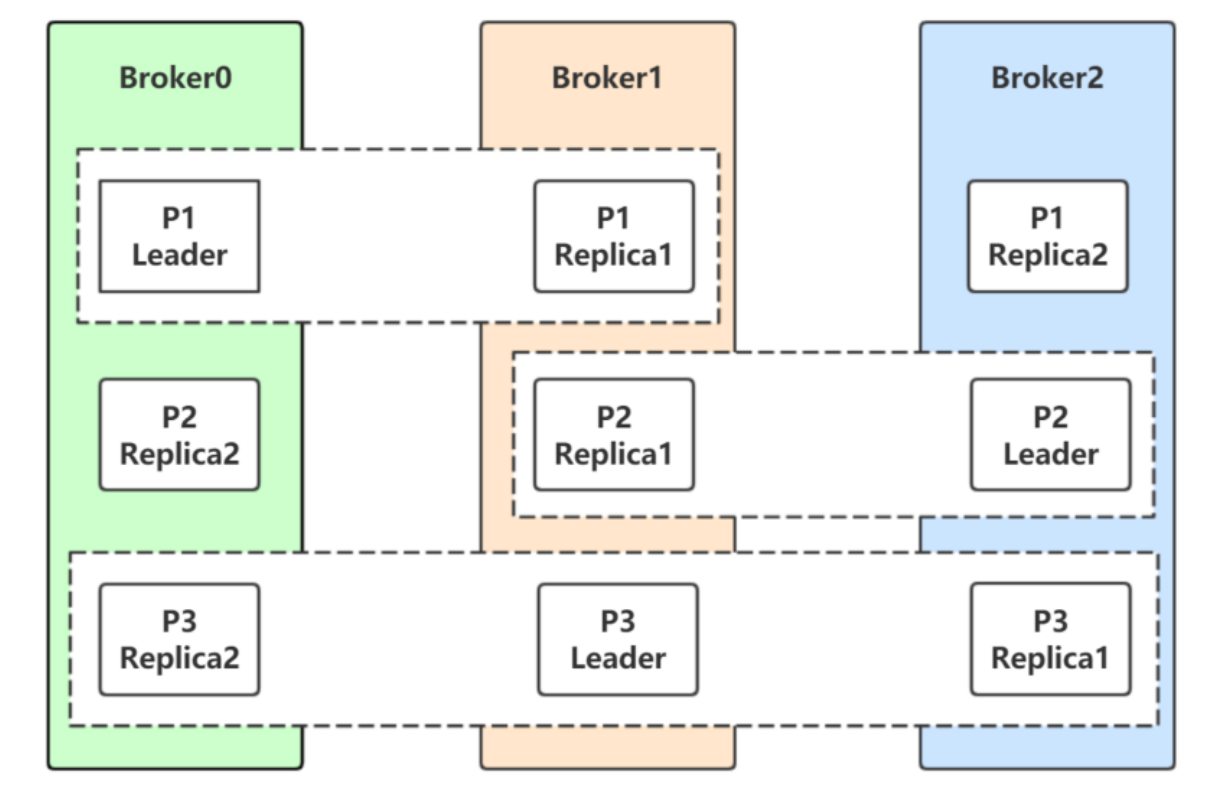 Broker0
Broker1
Broker2
P1
Leader
P1
Replica1
P1
Replica2
P2
Replica2
P2
Replica1
P2
Leader
P3
Replica2
P3
Leader
P3
Replica1